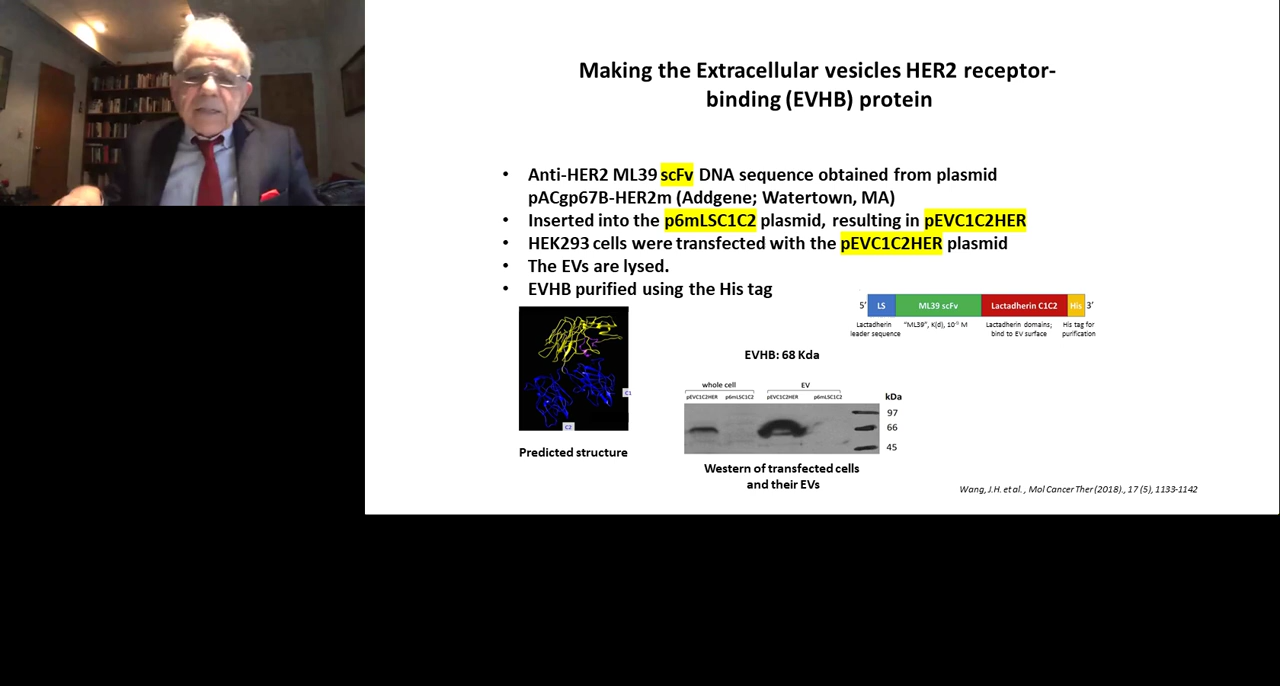 Making the Extracellular vesicles HER2 receptor-
binding (EVHB) protein
• Anti-HER2 ML39 scFv DNA sequence obtained from plasmid
pACgp67B-HER2m (Addgene; Watertown, MA)
• Inserted into the p6mLSC1C2 plasmid, resulting in pEVC1C2HER
• HEK293 cells were transfected with the pEVC1C2HER plasmid
• The EVs are lysed.
• EVHB purified using the His tag
5’ LS ML39 scFv Lactadherin C1C2 His 3’
Lactadherin leader sequence
“ML39”, K(d), M
Lactadherin domains; bind to EV surface
His tag for purification
EVHB: 68 Kda
C1
C2
Predicted structure
whole cell EV
pEVC1C2HER p6mLSC1C2 pEVC1C2HER p6mLSC1C2
kDa
97
66
45
Western of transfected cells
and their EVs
Wang, J.H. et al. , Mol Cancer Ther (2018)., 17 (5), 1133-1142